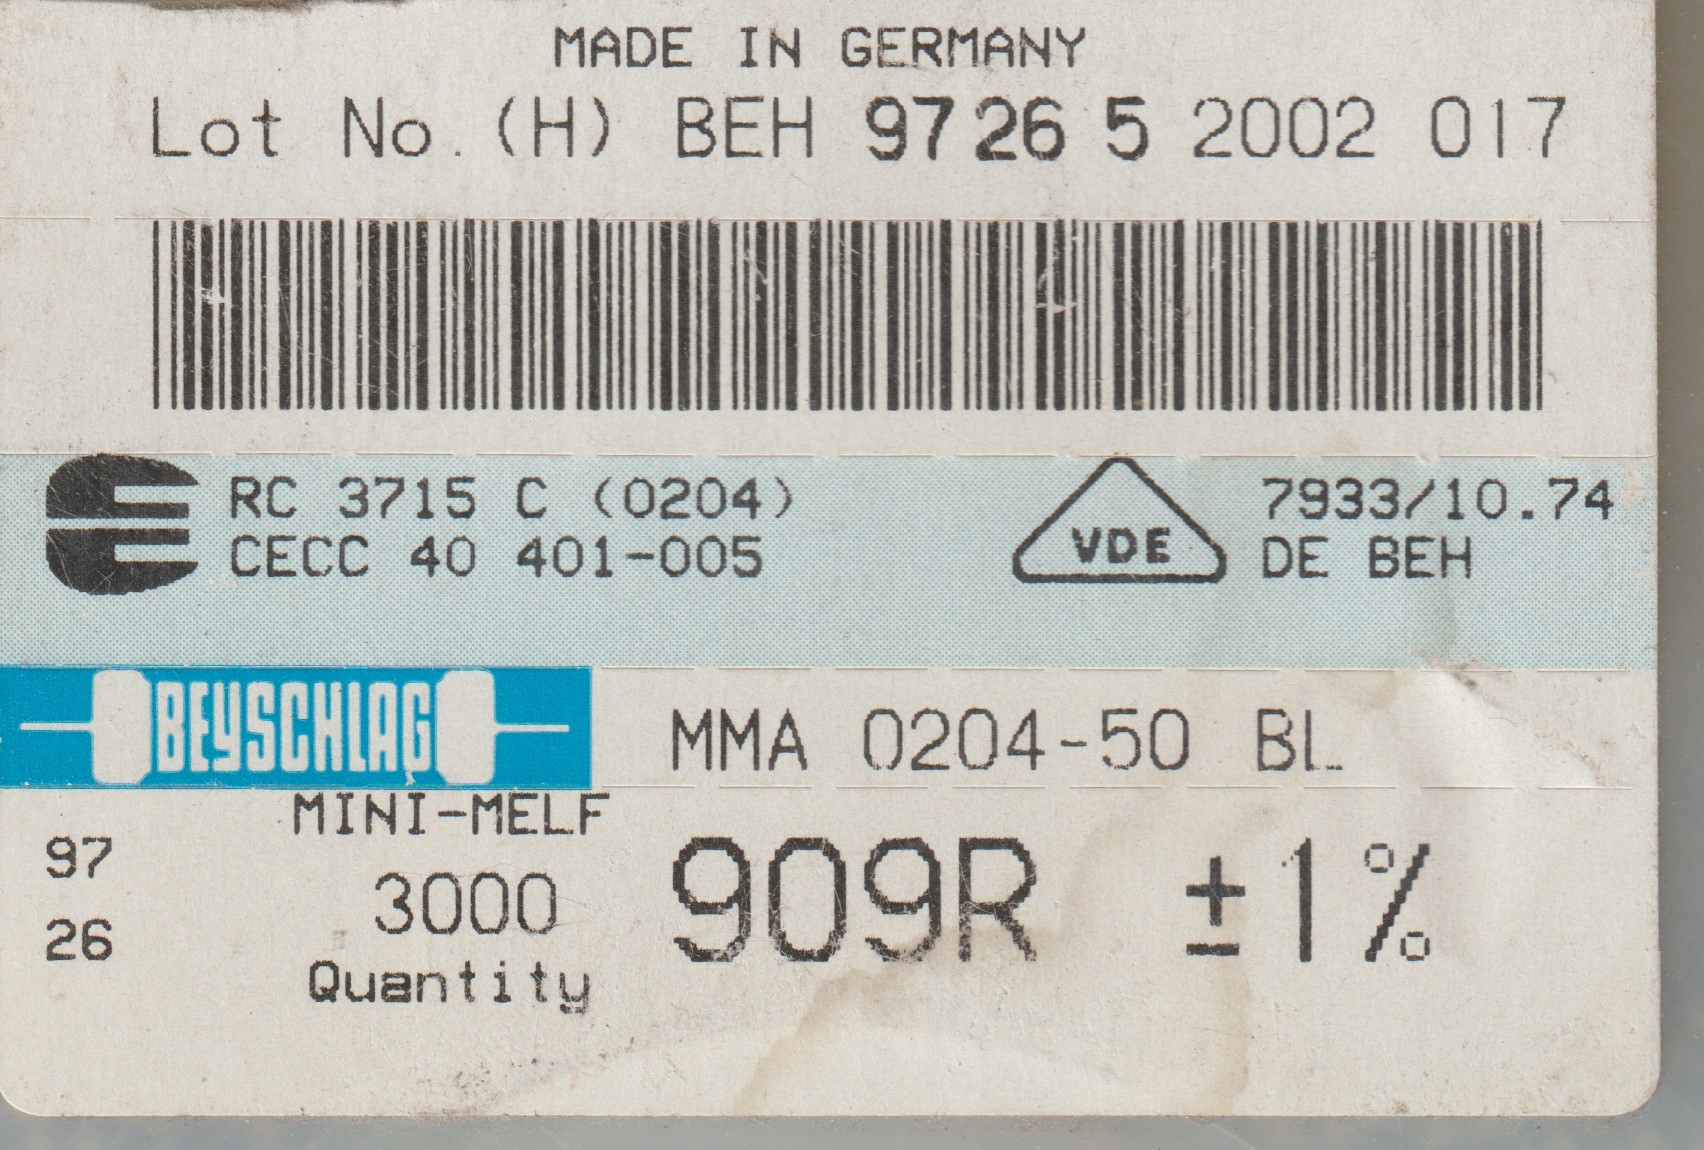 MADE IN GERMANY
Lot No. (H) BEH 97 26 5 2002 017
RC 3715 C (0204)
CECC 40 401-005
VDE
7933/10.74
DE BEH
BEYSCHLAG
MMA 0204-50 BL
MINI-MELF
97
26
3000
Quantity
909R ±1%